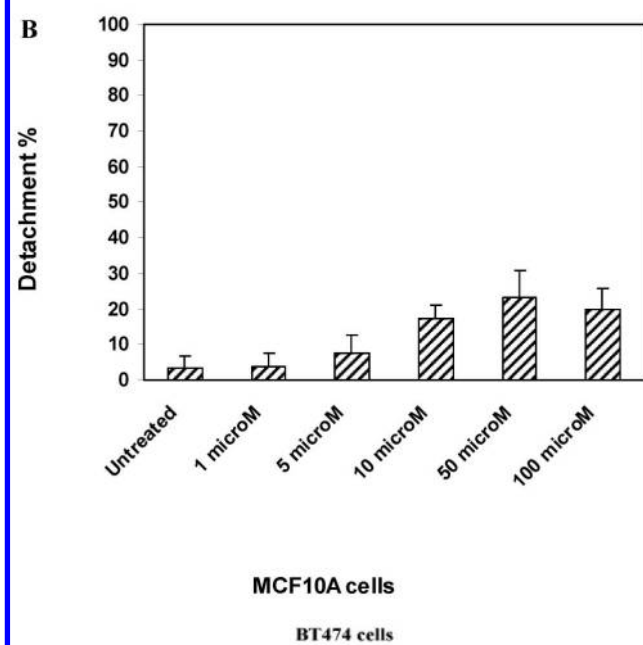 B
Detachment %
100
90
80
70
60
50
40
30
20
10
0
Untreated
1 microM
5 microM
10 microM
50 microM
100 microM
MCF10A cells
BT474 cells